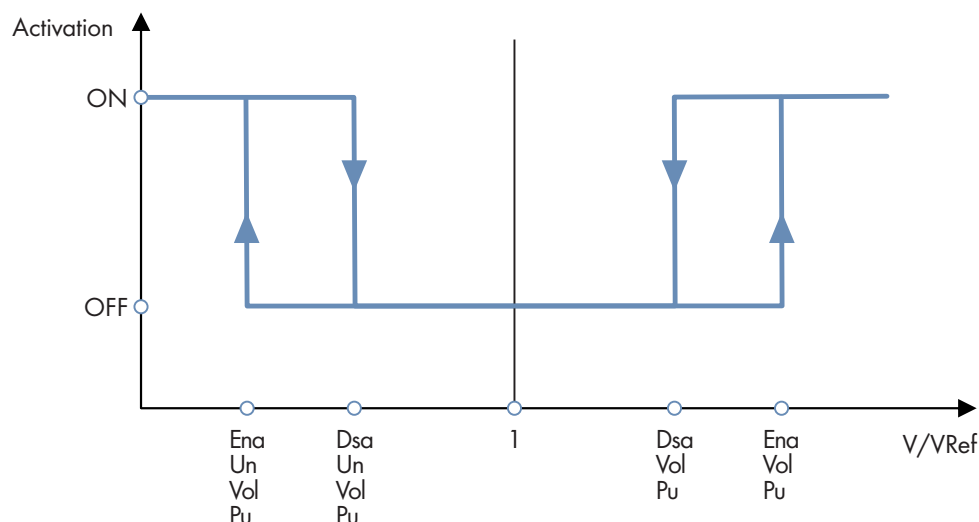 Activation
ON
OFF
Ena
Un
Vol
Pu
Dsa
Un
Vol
Pu
1
Dsa
Vol
Pu
Ena
Vol
Pu
V/VRef